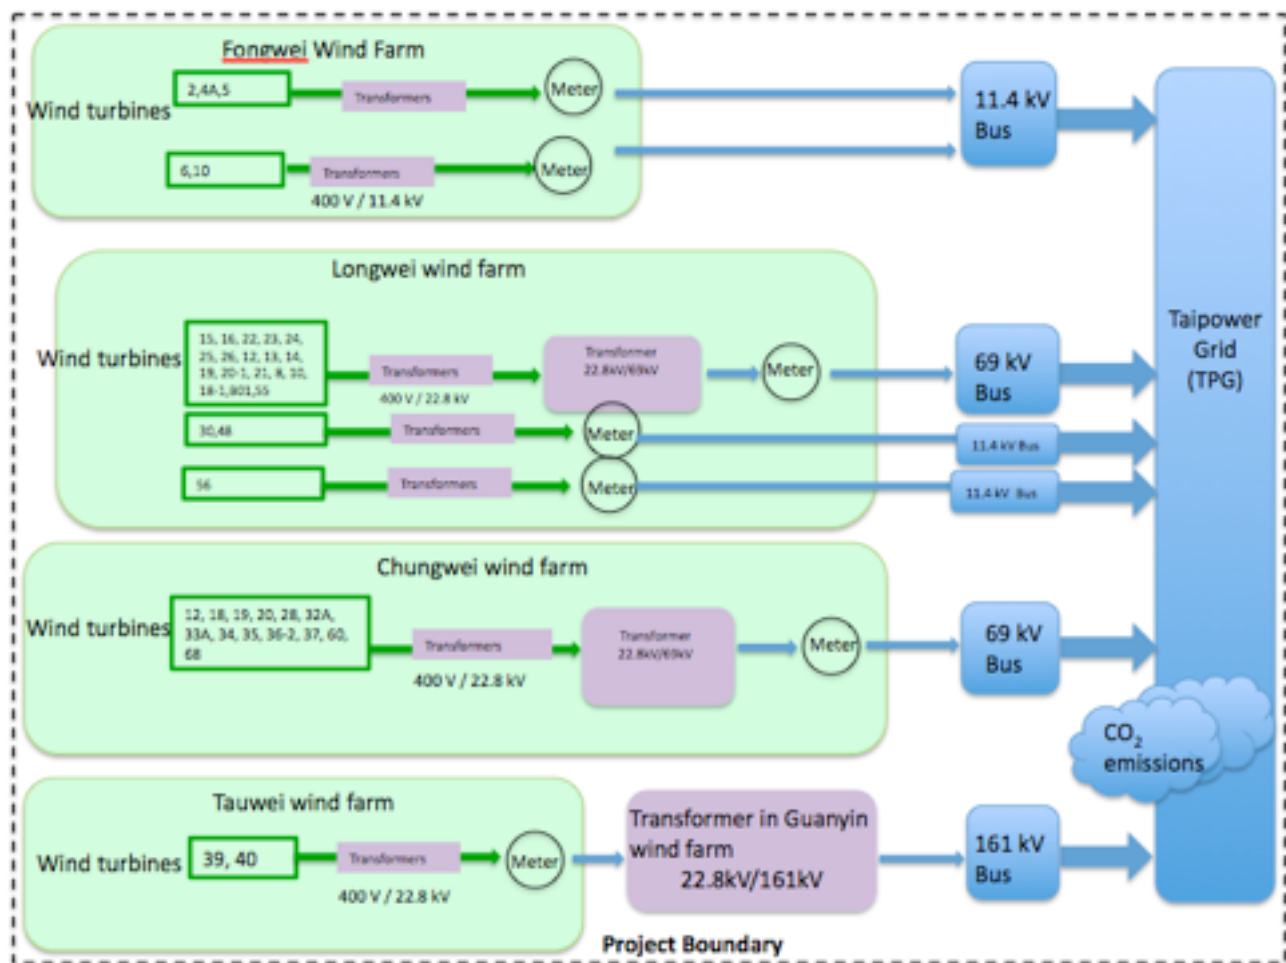 Fongwei Wind Farm
Wind turbines
2,4A,5
Transformers
Meter
6,10
Transformers
400 V / 11.4 kV
Meter
11.4 kV
Bus
Longwei wind farm
Wind turbines
15, 16, 22, 23, 24,
25, 26, 12, 13, 14,
19, 20-1, 21, 8, 10,
18-1,801,55
Transformers
400 V / 22.8 kV
Transformer
22.8kV/69kV
Meter
69 kV
Bus
30,48
Transformers
Meter
11.4 kV Bus
56
Transformers
Meter
11.4 kV Bus
Taipower
Grid
(TPG)
Chungwei wind farm
Wind turbines
12, 18, 19, 20, 28, 32A,
33A, 34, 35, 36-2, 37, 60,
68
Transformers
400 V / 22.8 kV
Transformer
22.8kV/69kV
Meter
69 kV
Bus
CO₂
emissions
Tauwei wind farm
Wind turbines
39, 40
Transformers
400 V / 22.8 kV
Meter
Transformer in Guanyin
wind farm
22.8kV/161kV
161 kV
Bus
Project Boundary